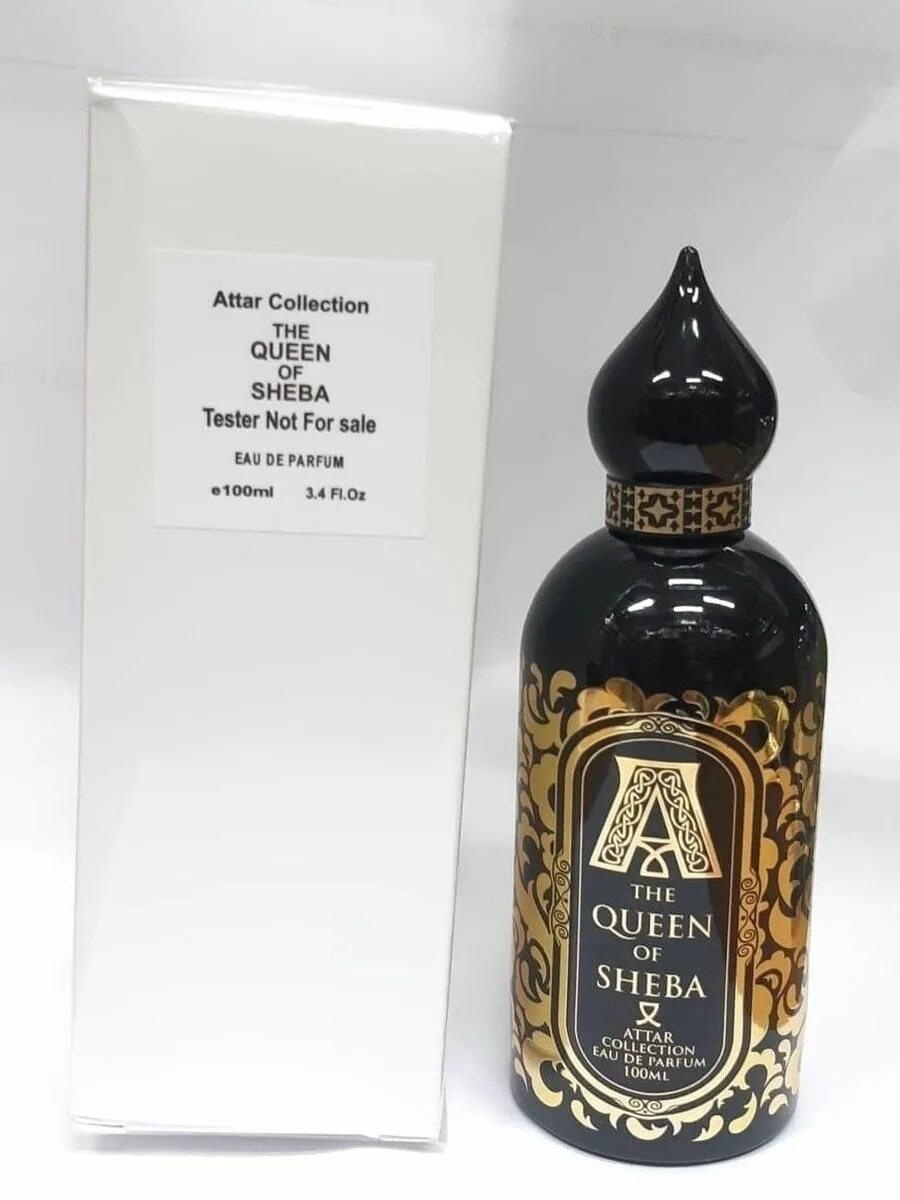 Attar Collection
THE
QUEEN
OF
SHEBA
Tester Not For sale
EAU DE PARFUM
e100ml 3.4 Fl.Oz
A
THE
QUEEN
OF
SHEBA
ATTAR
COLLECTION
EAU DE PARFUM
100ML